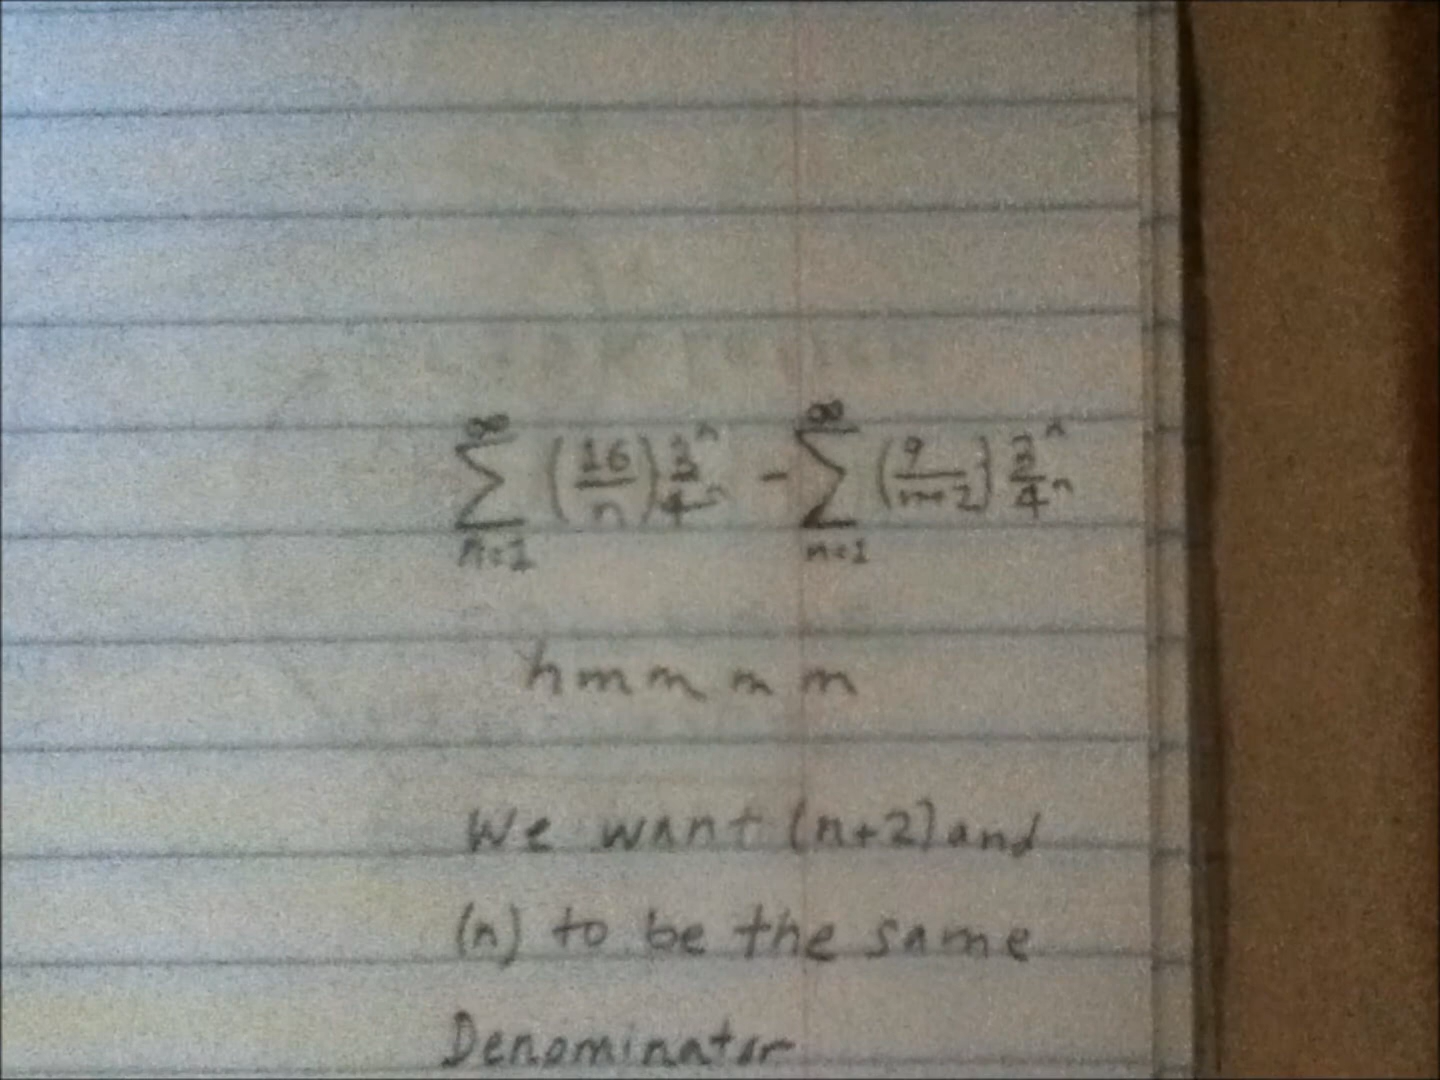 ∞ ∑ n=1 (16/n) 3^n/4^n - ∞ ∑ n=1 (9/n+2) 3^n/4^n
hmmmm
We want (n+2) and
(n) to be the same
Denominator